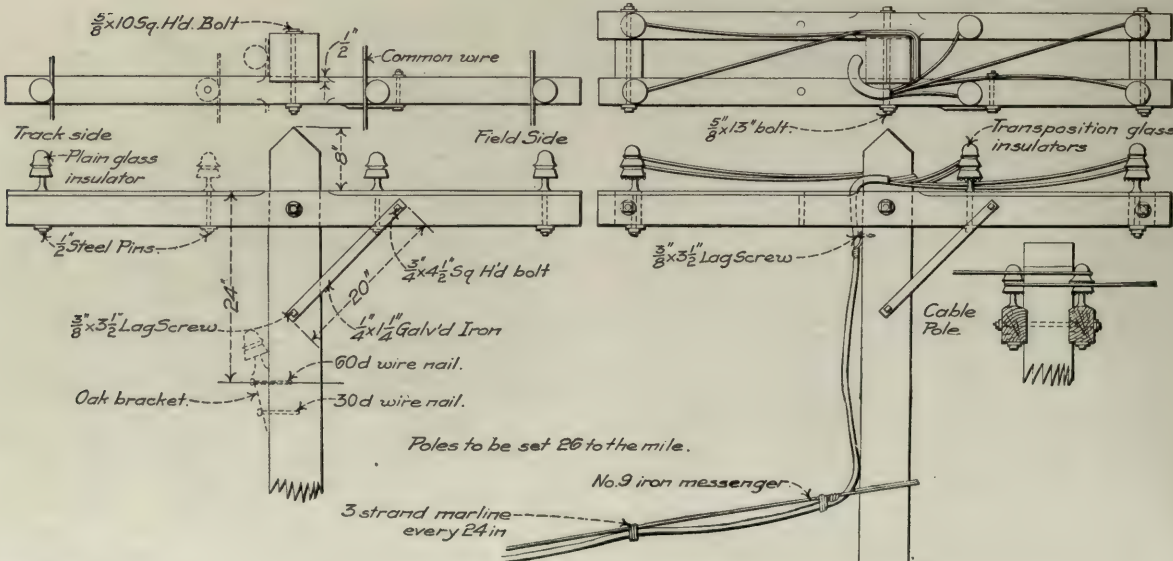 5/8"x10 Sq. H'd. Bolt
1/2"
Common wire
Track side
Field Side
Plain glass
insulator
8"
1/2" Steel Pins
24"
3/4"x4 1/2" Sq H'd bolt
20"
3/8"x3 1/2" Lag Screw
1/4"x1 1/4" Galv'd Iron
60d wire nail.
Oak bracket.
30d wire nail.
5/8"x13" bolt.
Transposition glass
insulators
3/8"x3 1/2" Lag Screw
Cable
Pole.
Poles to be set 26 to the mile.
No. 9 iron messenger.
3 strand marline
every 24 in